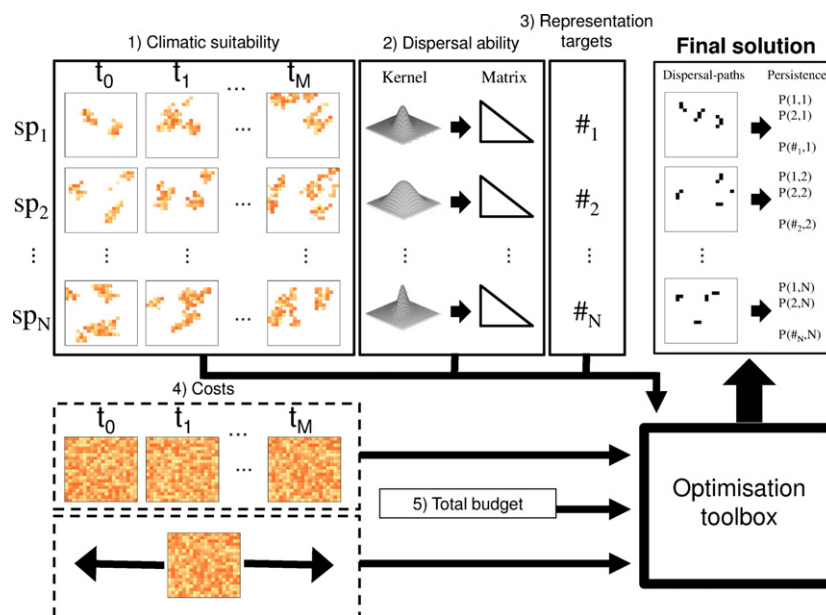 1) Climatic suitability
2) Dispersal ability
3) Representation
targets
Final solution
t0 t1 ... tM
Kernel Matrix
Dispersal-paths Persistence
sp1 ... #1
P(1,1)
P(2,1)
P(#1,1)
sp2 ... #2
P(1,2)
P(2,2)
P(#2,2)
⋮ ⋮ ⋮ ⋮ ⋮ ⋮ ⋮ ⋮
spN ... #N
P(1,N)
P(2,N)
P(#N,N)
4) Costs
t0 t1 ... tM
...
5) Total budget
Optimisation
toolbox